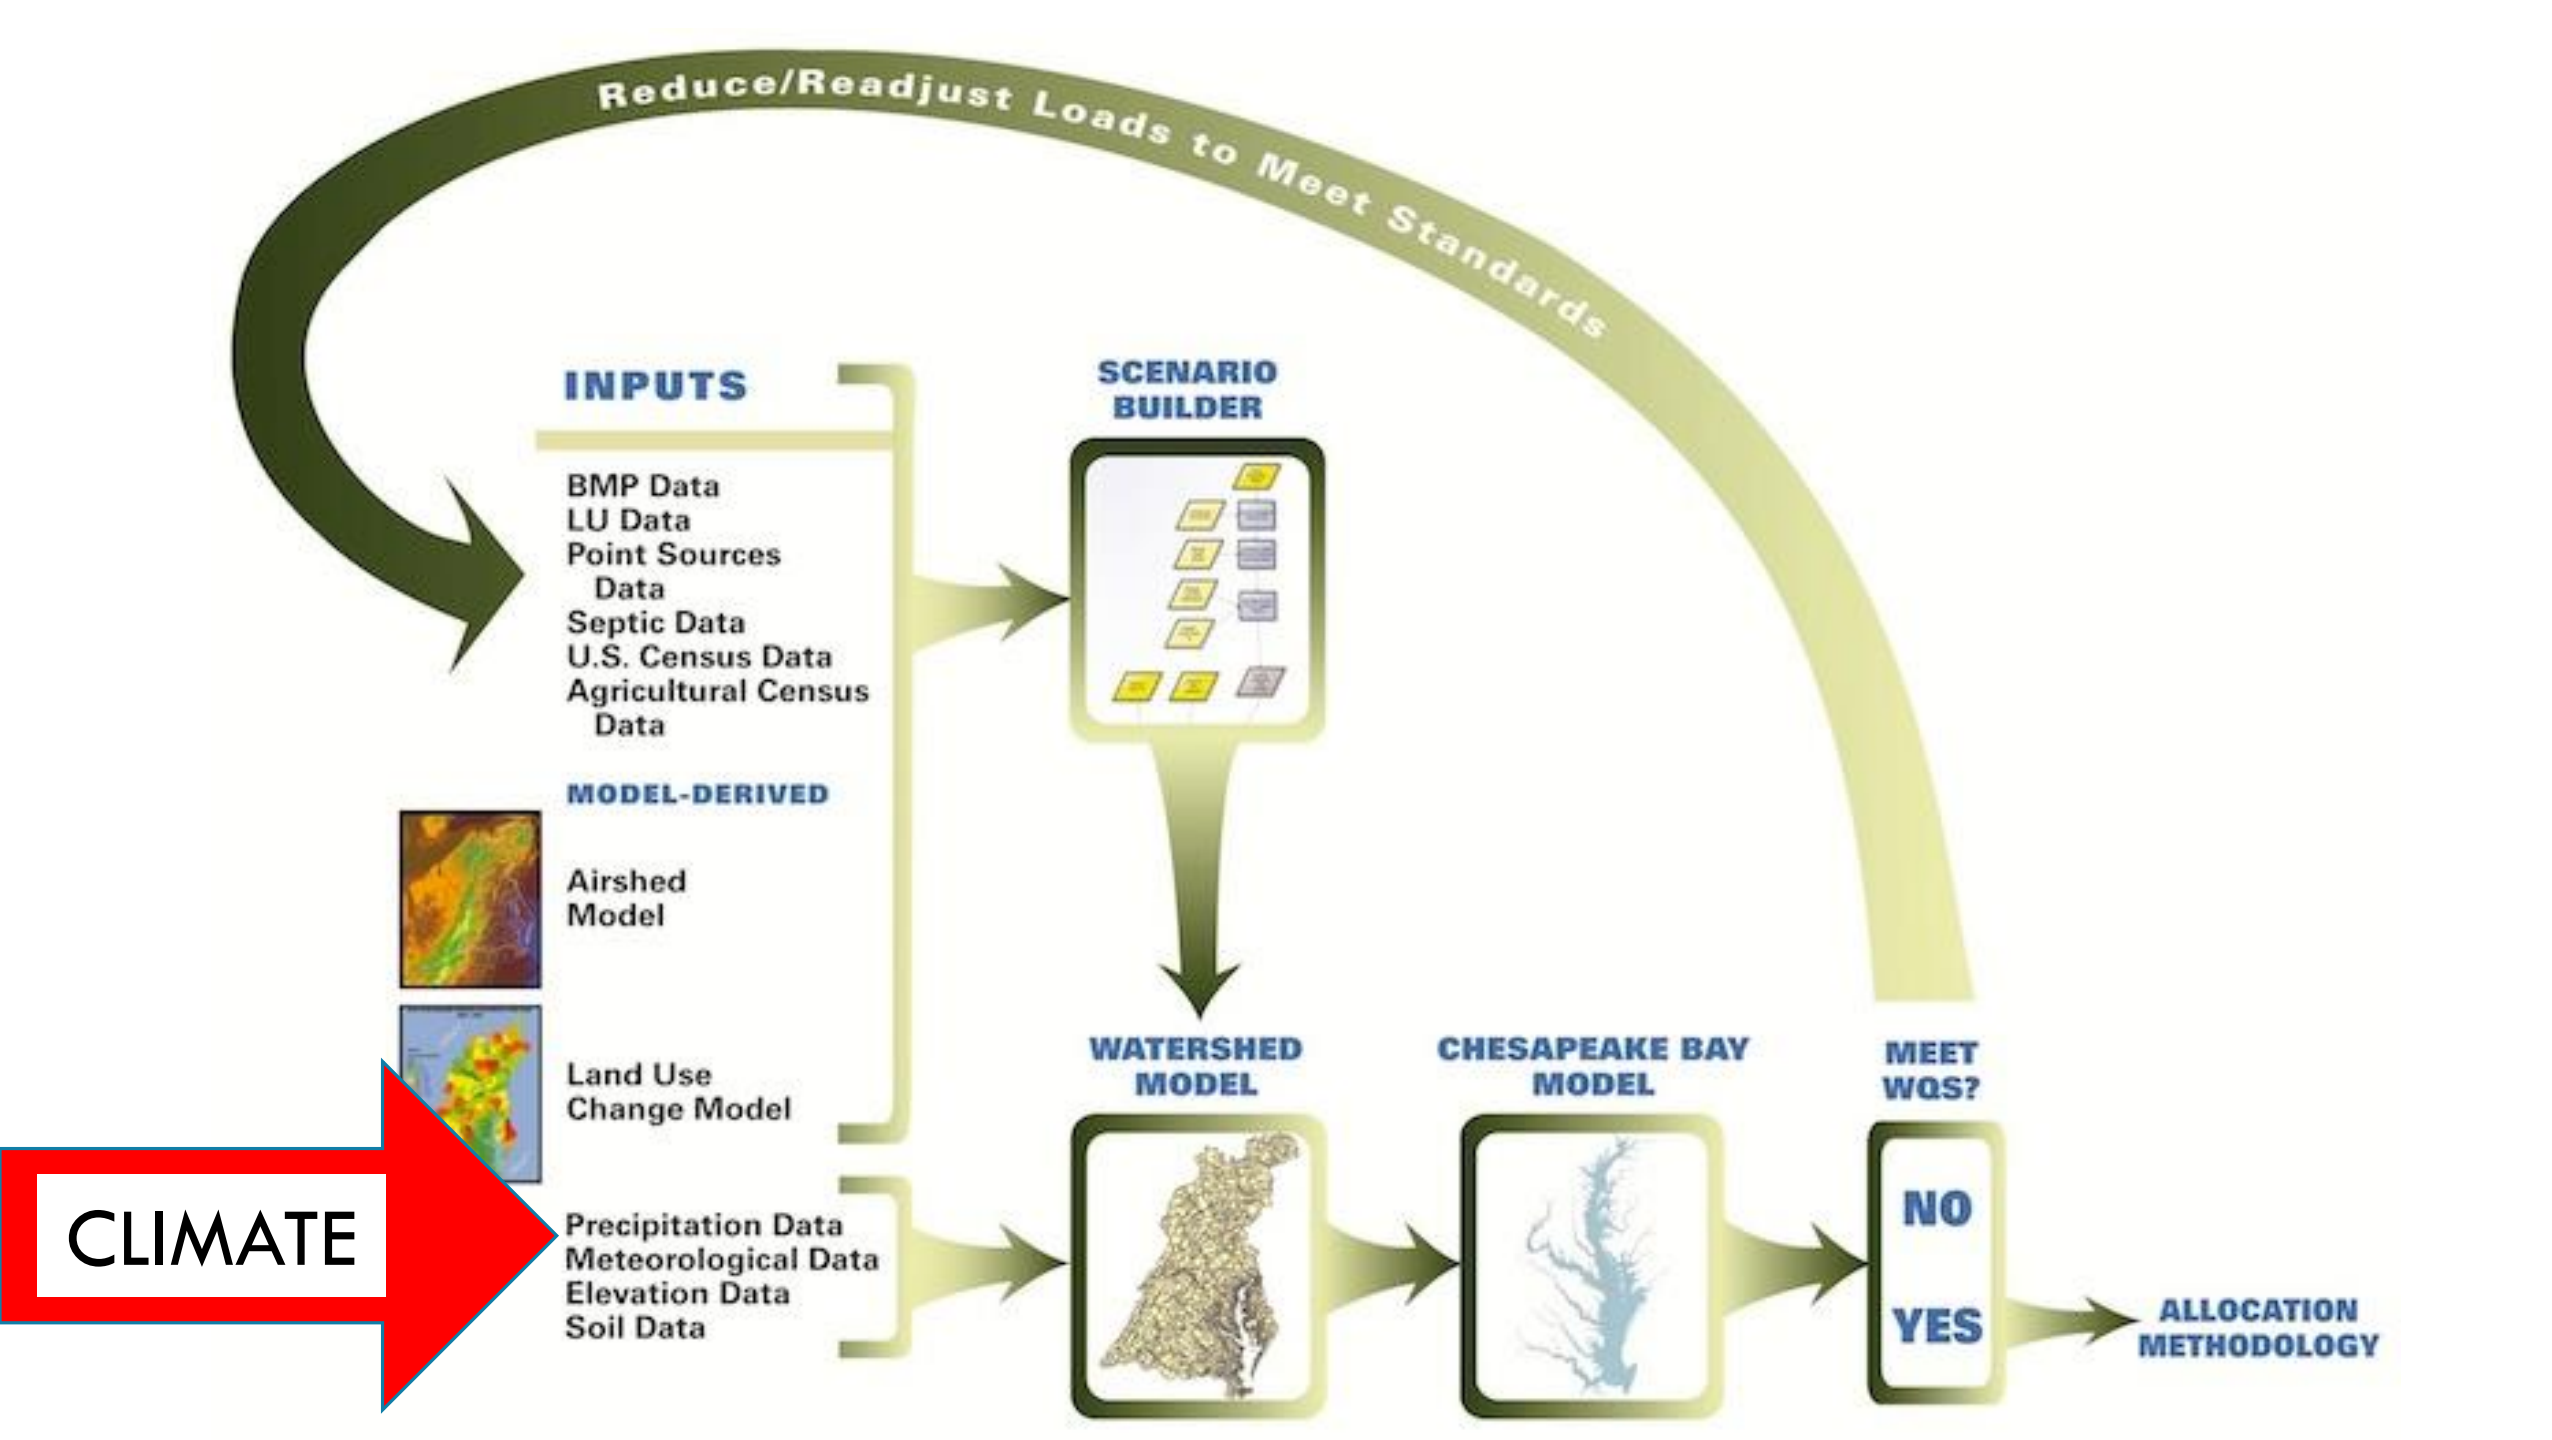 Reduce/Readjust Loads to Meet Standards
INPUTS
BMP Data
LU Data
Point Sources
Data
Septic Data
U.S. Census Data
Agricultural Census
Data
MODEL-DERIVED
Airshed
Model
Land Use
Change Model
CLIMATE
Precipitation Data
Meteorological Data
Elevation Data
Soil Data
SCENARIO
BUILDER
WATERSHED
MODEL
CHESAPEAKE BAY
MODEL
MEET
WQS?
NO
YES
ALLOCATION
METHODOLOGY